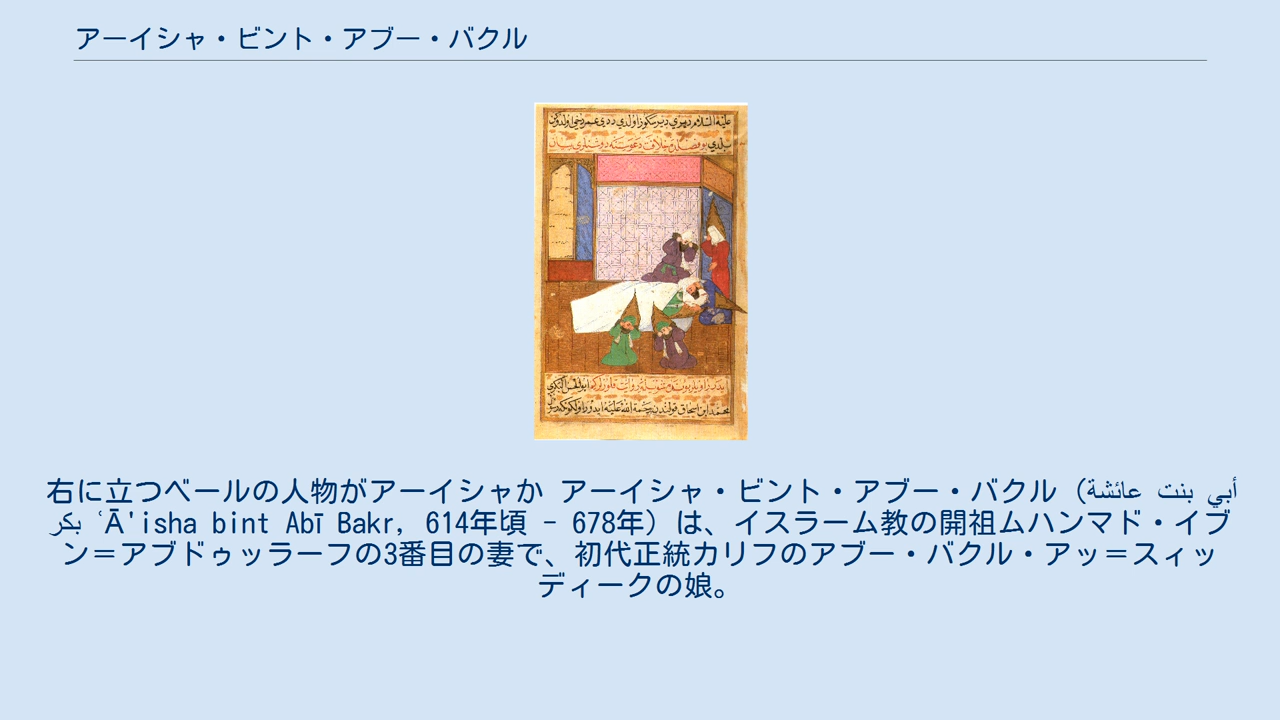 アーイシャ・ビント・アブー・バクル
右に立つベールの人物がアーイシャか アーイシャ・ビント・アブー・バクル (أبي بنت عائشة
بكر ʿĀ'isha bint Abī Bakr, 614年頃 - 678年) は、イスラーム教の開祖ムハンマド・イブ
ン＝アブドゥッラーフの3番目の妻で、初代正統カリフのアブー・バクル・アッ＝スィッ
ディークの娘。